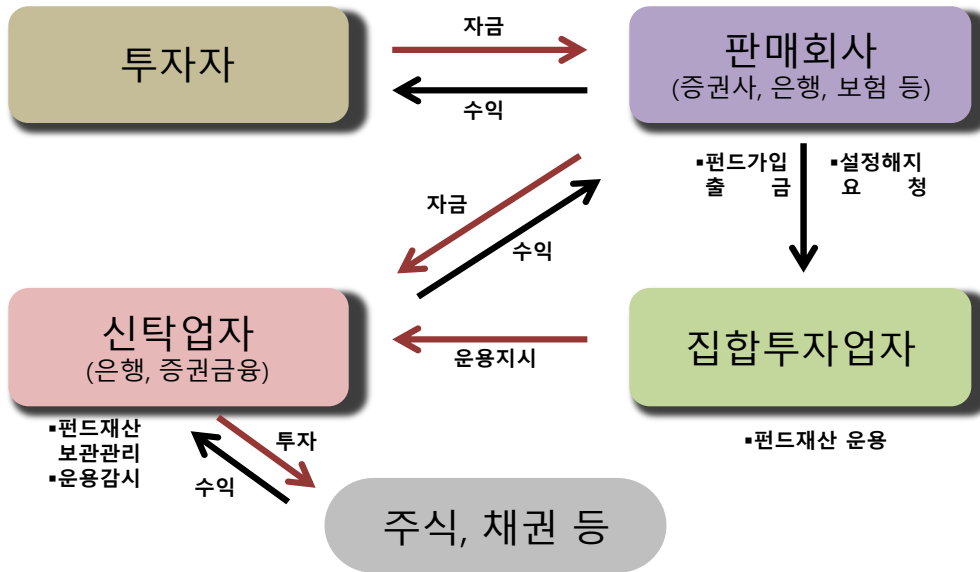 투자자
자금
수익
판매회사
(증권사, 은행, 보험 등)
▪펀드가입
출 금
▪설정해지
요 청
자금
수익
신탁업자
(은행, 증권금융)
운용지시
집합투자업자
▪펀드재산
보관관리
▪운용감시
투자
수익
▪펀드재산 운용
주식, 채권 등